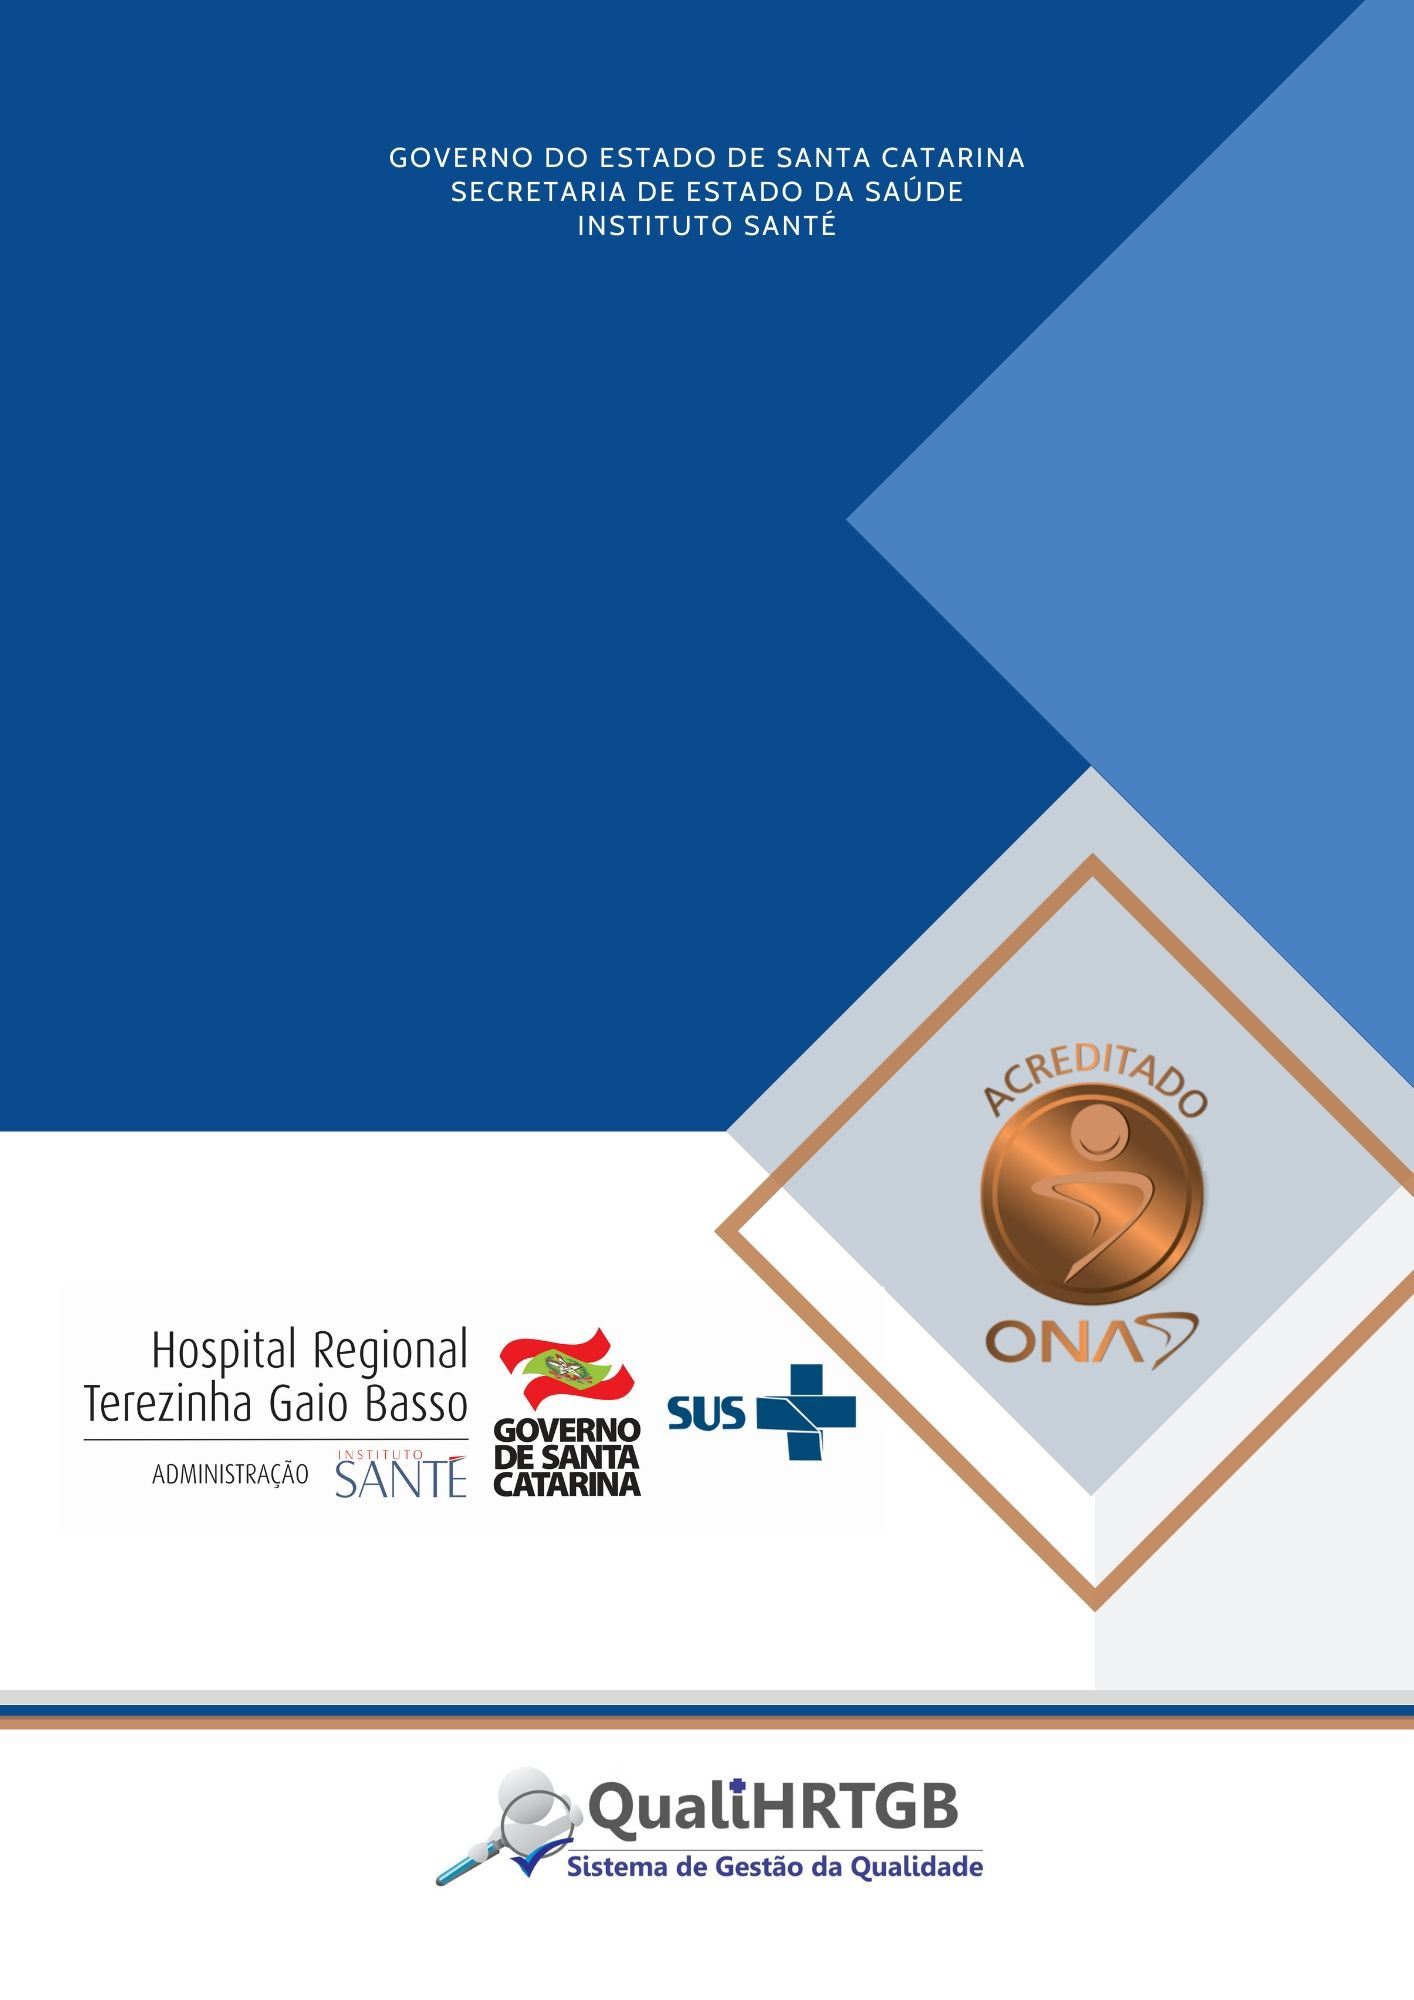 GOVERNO DO ESTADO DE SANTA CATARINA
SECRETARIA DE ESTADO DA SAÚDE
INSTITUTO SANTÉ
ACREDITADO
ONA
Hospital Regional
Terezinha Gaio Basso
ADMINISTRAÇÃO
INSTITUTO
SANTÉ
GOVERNO
DE SANTA
CATARINA
SUS
QualiHRTGB
Sistema de Gestão da Qualidade